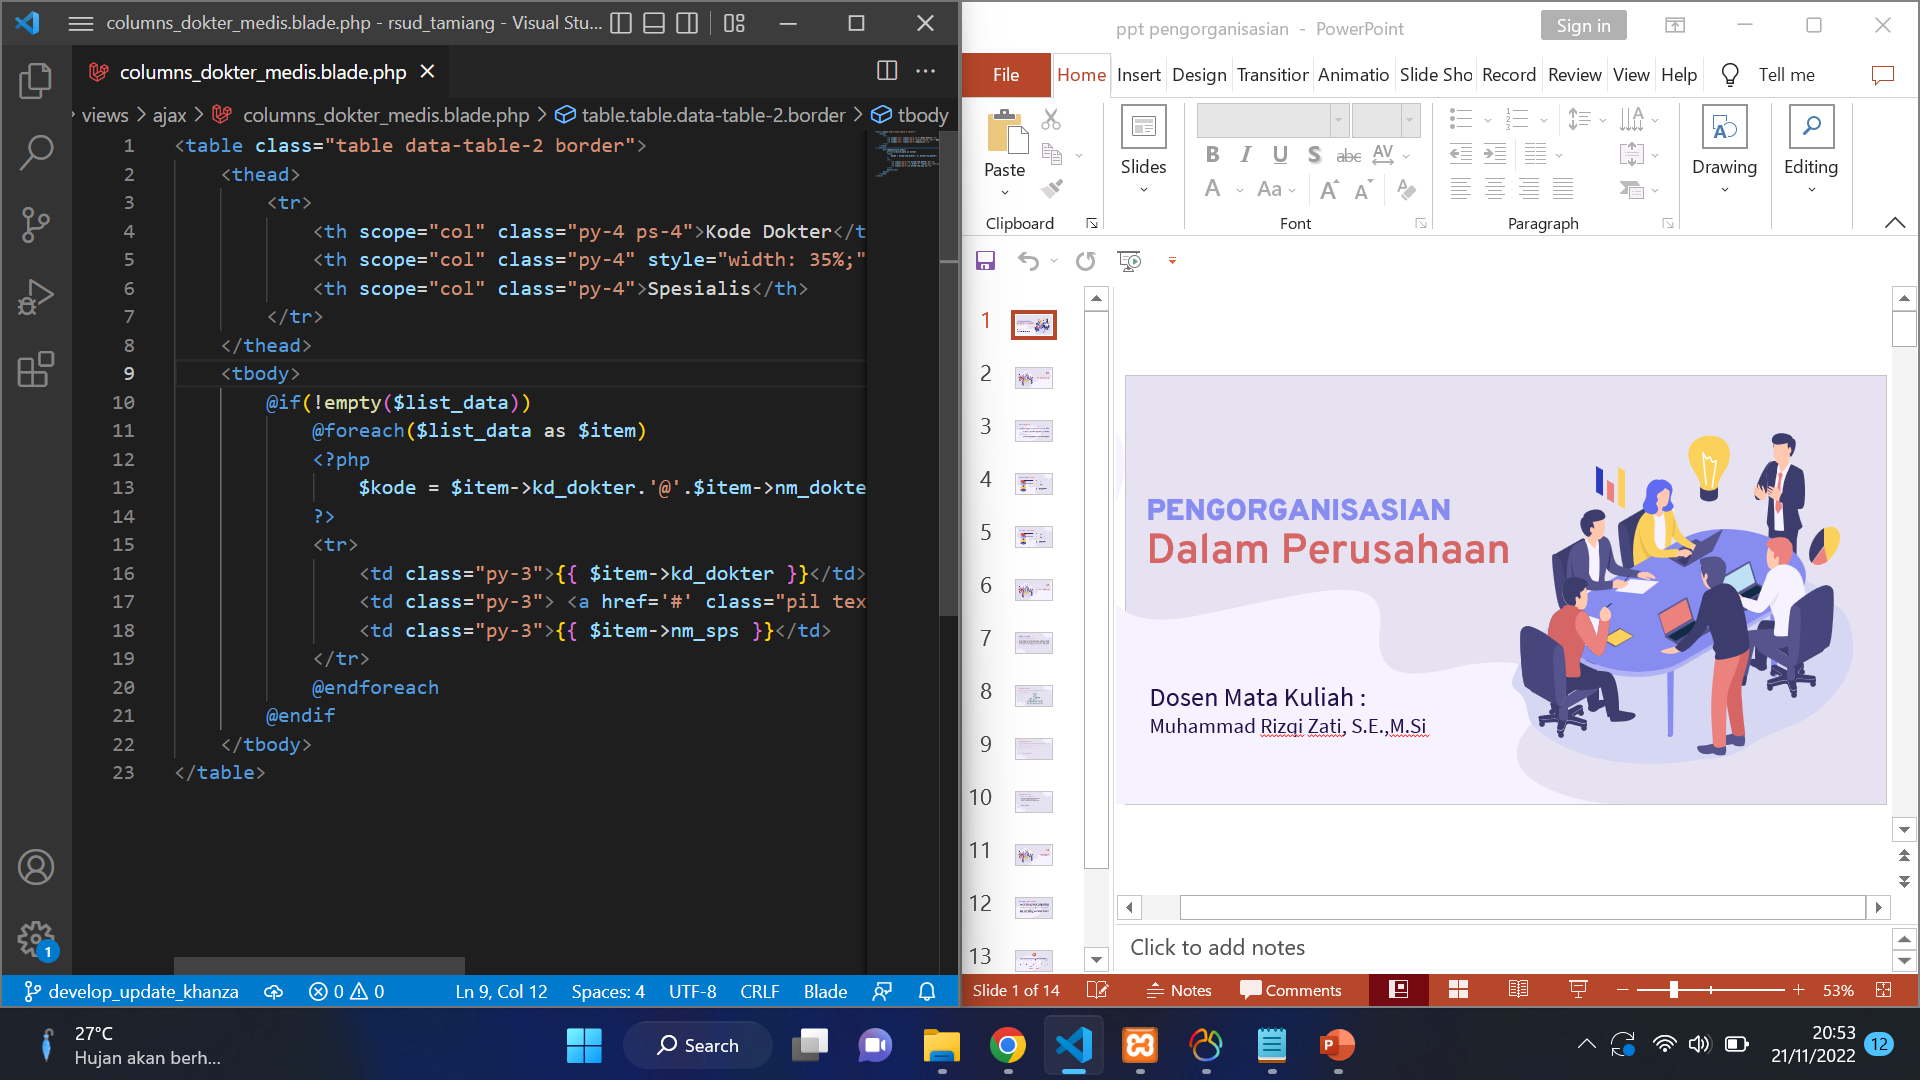 columns_dokter_medis.blade.php - rsud_tamiang - Visual Stu...
columns_dokter_medis.blade.php
views > ajax > columns_dokter_medis.blade.php > table.table.data-table-2.border > tbody
1 <table class="table data-table-2 border">
2 <thead>
3 <tr>
4 <th scope="col" class="py-4 ps-4">Kode Dokter</t
5 <th scope="col" class="py-4" style="width: 35%;"
6 <th scope="col" class="py-4">Spesialis</th>
7 </tr>
8 </thead>
9 <tbody>
10 @if(!empty($list_data))
11 @foreach($list_data as $item)
12 <?php
13 $kode = $item->kd_dokter.'@'.$item->nm_dokte
14 ?>
15 <tr>
16 <td class="py-3">{{ $item->kd_dokter }}</td>
17 <td class="py-3"> <a href='#' class="pil tex
18 <td class="py-3">{{ $item->nm_sps }}</td>
19 </tr>
20 @endforeach
21 @endif
22 </tbody>
23 </table>
1
develop_update_khanza 0 0 Ln 9, Col 12 Spaces: 4 UTF-8 CRLF Blade
ppt pengorganisasian - PowerPoint Sign in
File Home Insert Design Transition Animatio Slide Sho Record Review View Help Tell me
Paste Slides Drawing Editing
B I U S abc AV
A Aa A A A
Clipboard Font Paragraph
1
2
3
4
5
6
7
8
9
10
11
12
13
PENGORGANISASIAN
Dalam Perusahaan
Dosen Mata Kuliah :
Muhammad Rizqi Zati, S.E.,M.Si
Click to add notes
Slide 1 of 14 Notes Comments 53%
27°C
Hujan akan berh...
Search
20:53
21/11/2022
12